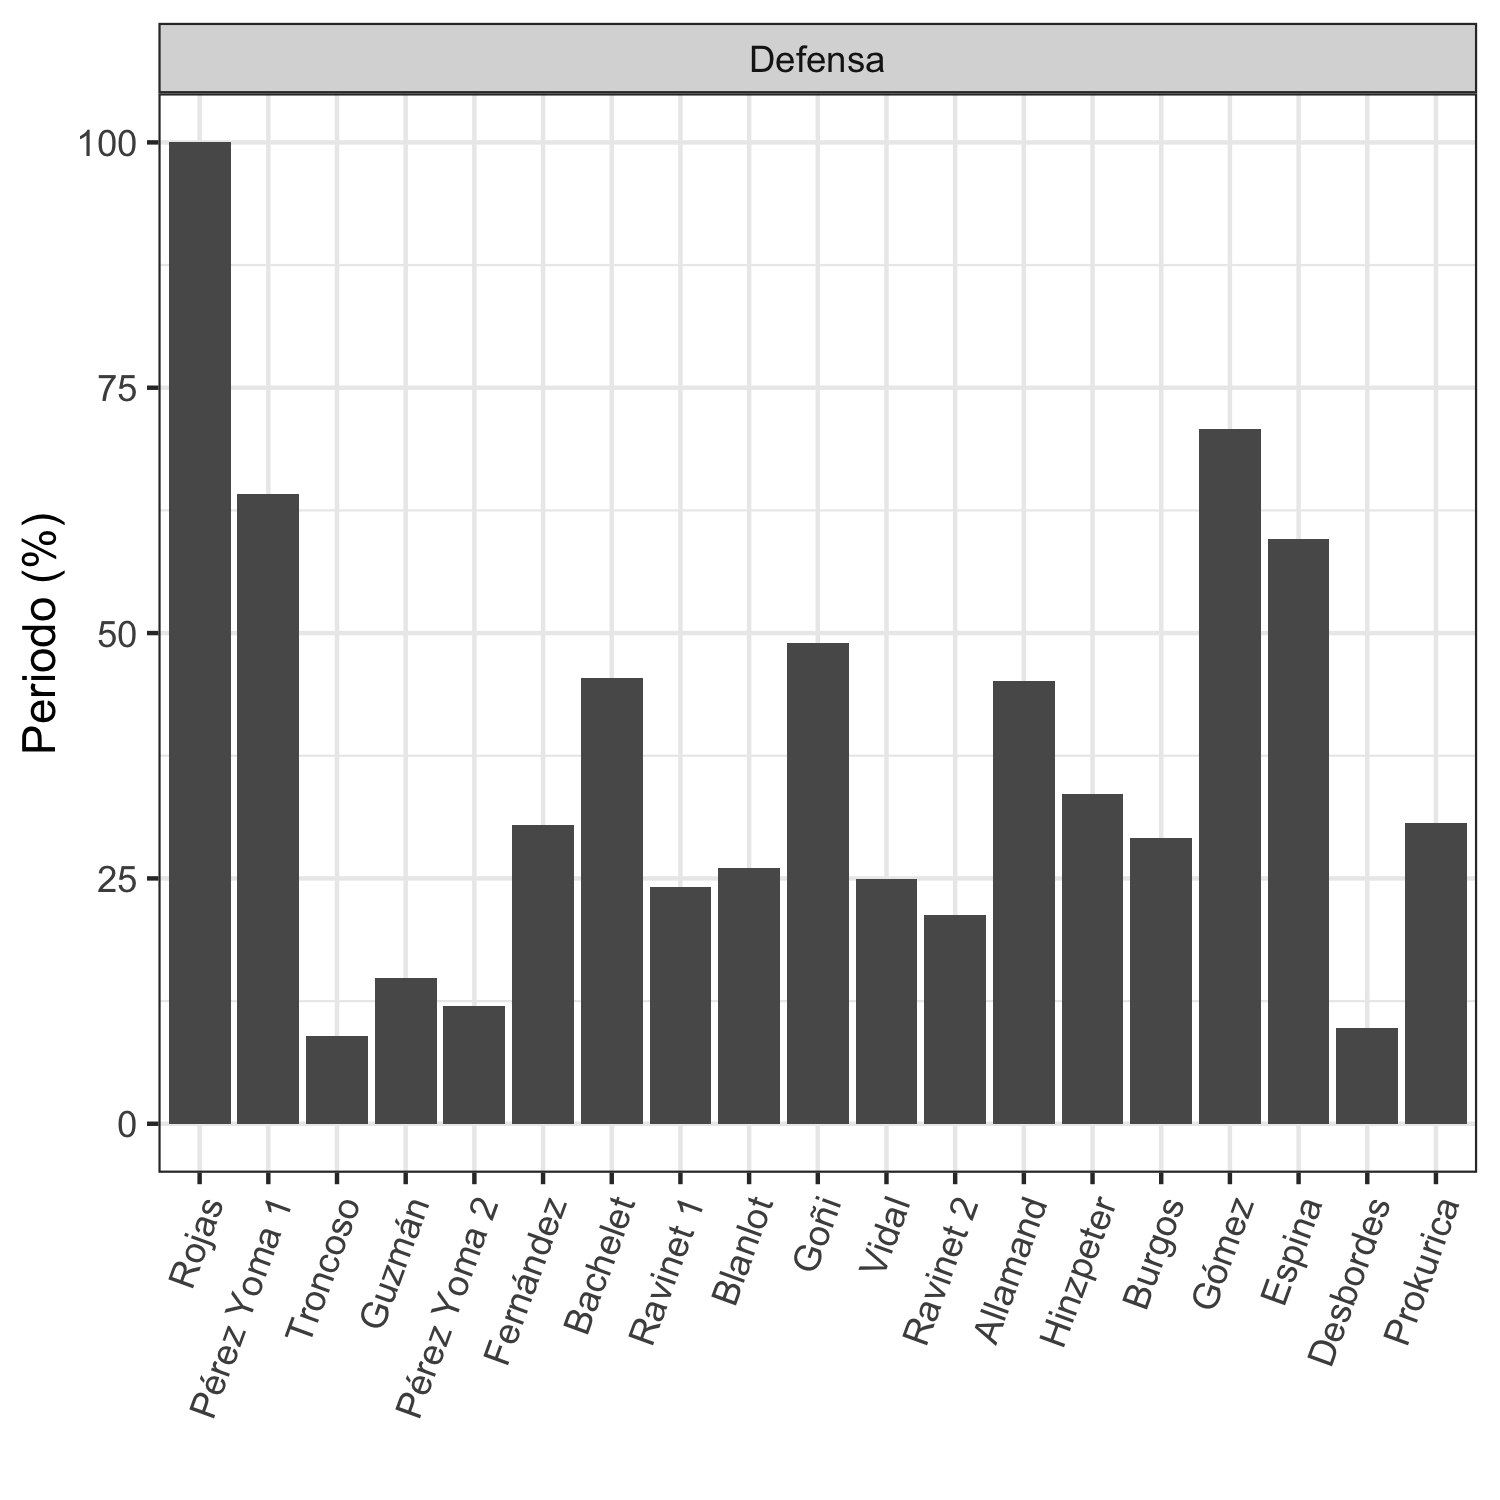 Defensa
Periodo (%)
100
75
50
25
0
Rojas
Pérez Yoma 1
Troncoso
Guzmán
Pérez Yoma 2
Fernández
Bachelet
Ravinet 1
Blanlot
Goñi
Vidal
Ravinet 2
Allamand
Hinzpeter
Burgos
Gómez
Espina
Desbordes
Prokurica